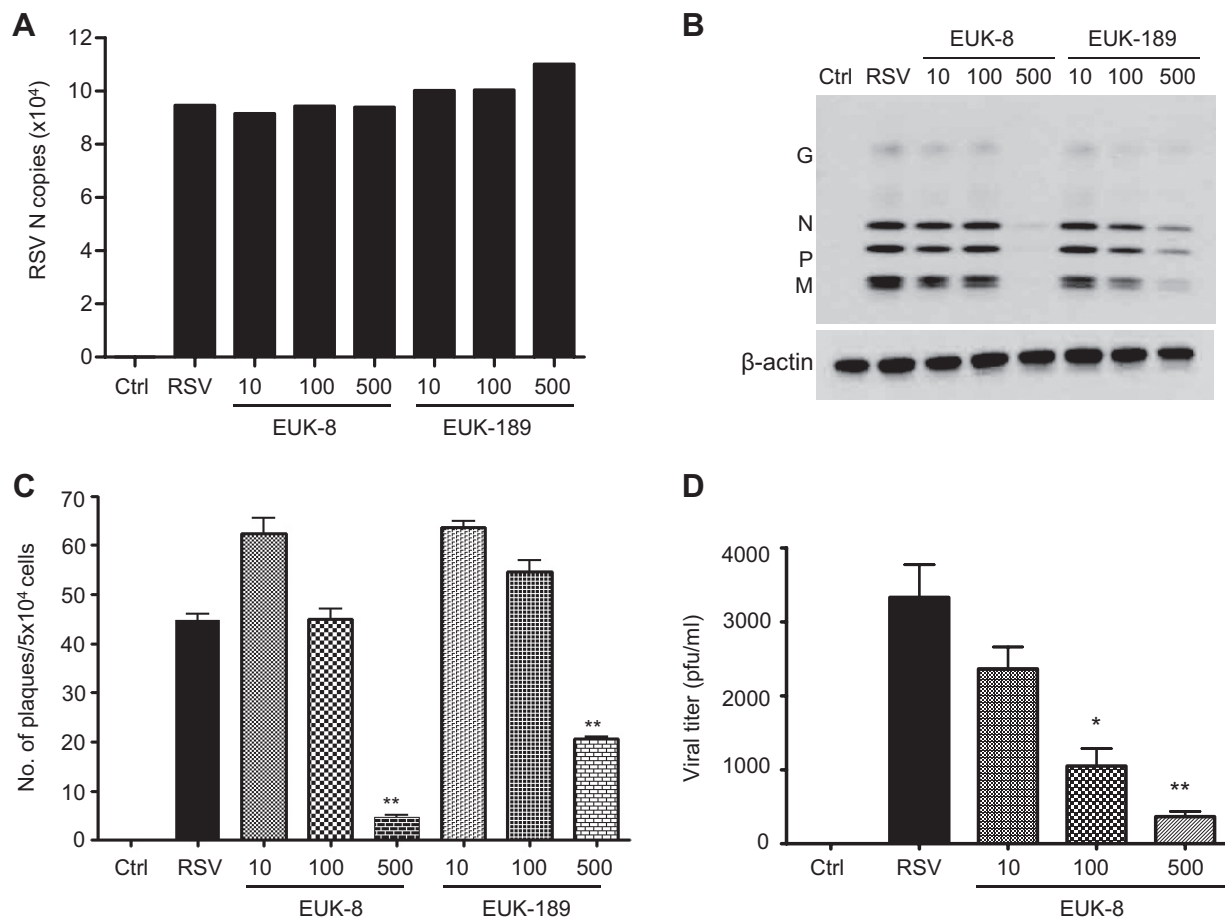 A
RSV N copies (x10⁴)
12
10
8
6
4
2
0
Ctrl RSV 10 100 500 10 100 500
EUK-8 EUK-189
B
EUK-8 EUK-189
Ctrl RSV 10 100 500 10 100 500
G
N
P
M
β-actin
C
No. of plaques/5x10⁴ cells
70
60
50
40
30
20
10
0
** **
Ctrl RSV 10 100 500 10 100 500
EUK-8 EUK-189
D
Viral titer (pfu/ml)
4000
3000
2000
1000
0
*
**
Ctrl RSV 10 100 500
EUK-8